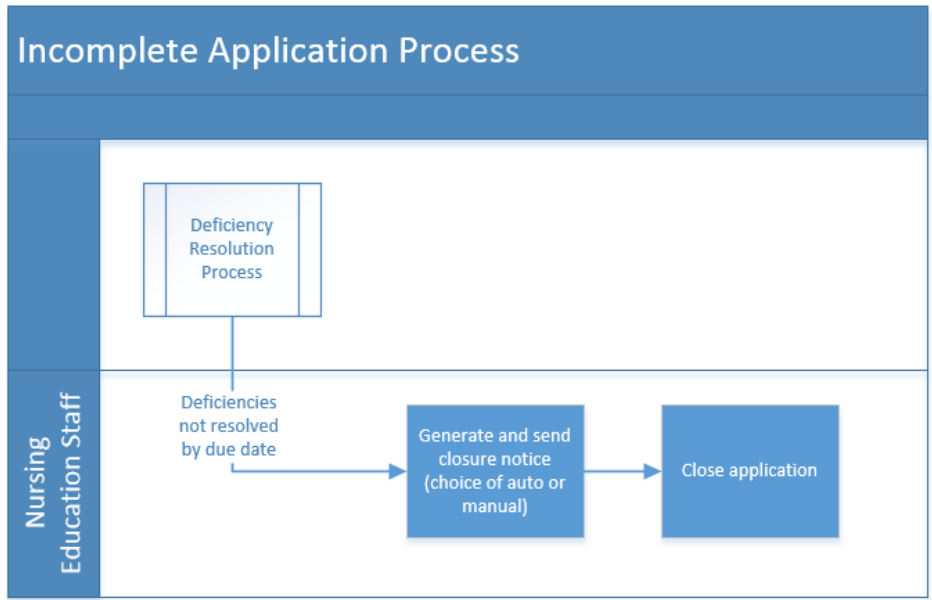 Incomplete Application Process
Deficiency
Resolution
Process
Nursing
Education Staff
Deficiencies
not resolved
by due date
Generate and send
closure notice
(choice of auto or
manual)
Close application